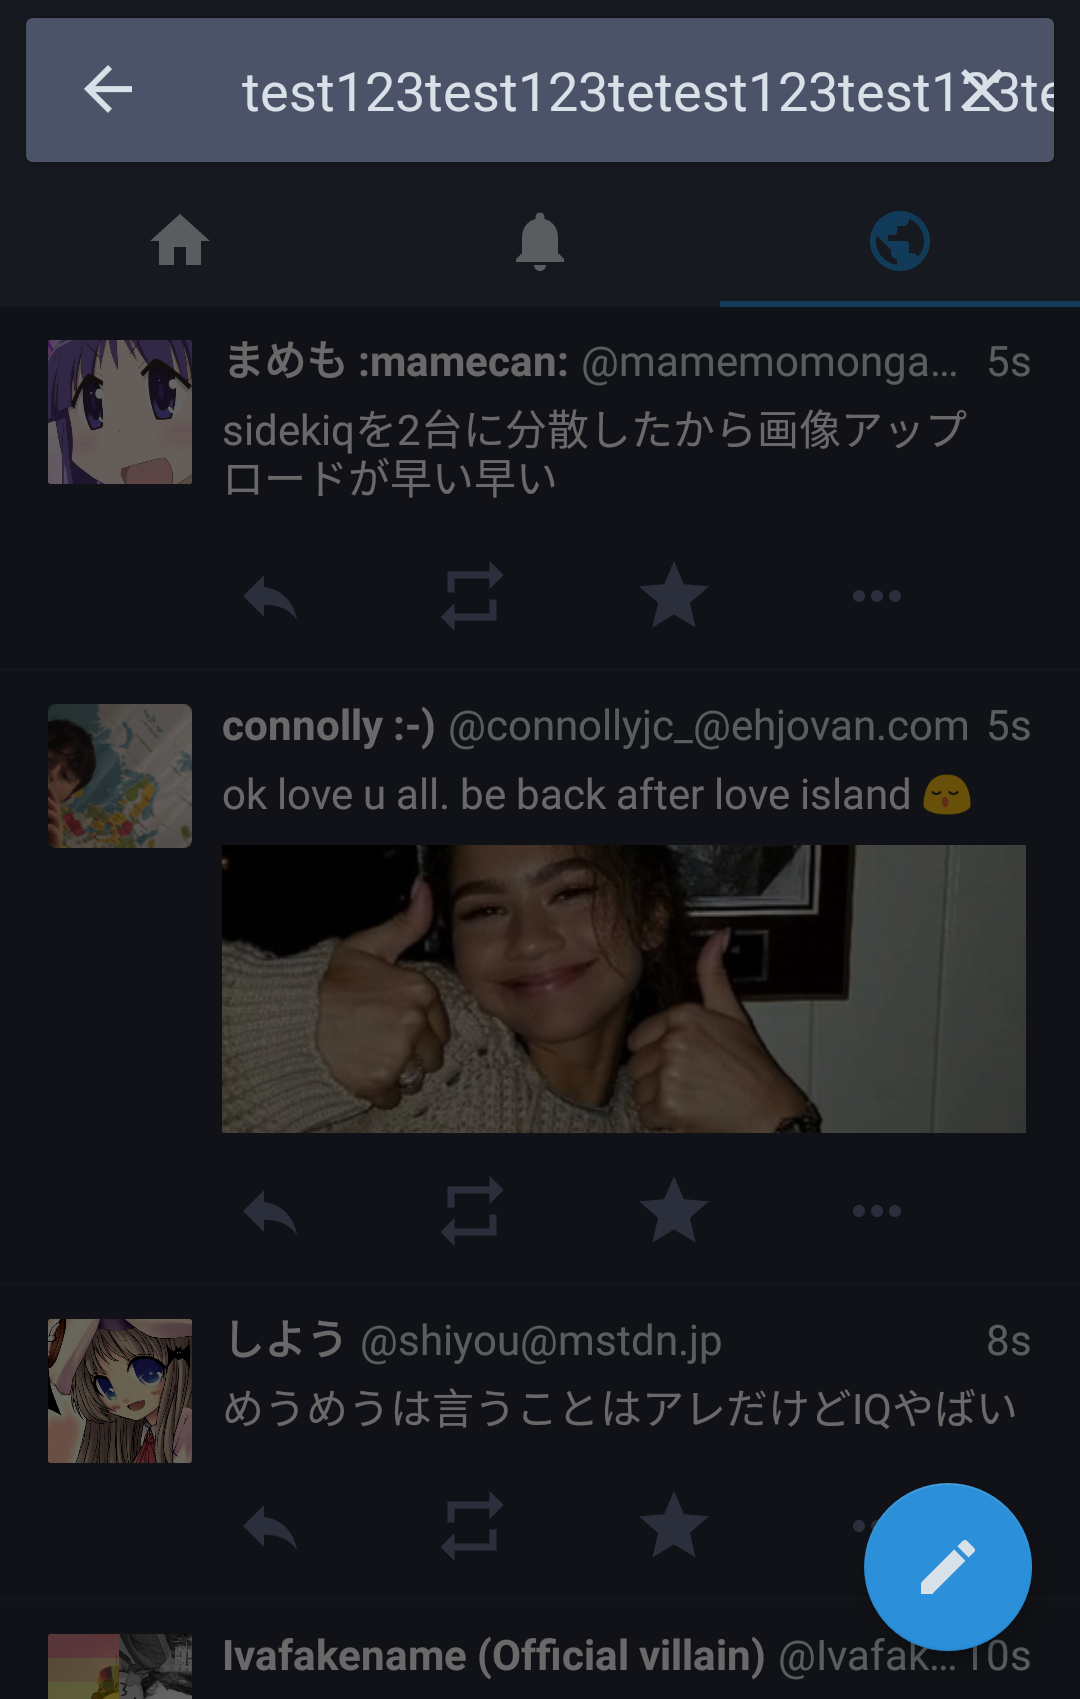 test123test123tetest123test123te
まめも :mamecan: @mamemomonga… 5s
sidekiqを2台に分散したから画像アップ
ロードが早い早い
connolly :-) @connollyjc_@ehjovan.com 5s
ok love u all. be back after love island 😌
しよう @shiyou@mstdn.jp 8s
めうめうは言うことはアレだけどIQやばい
Ivafakename (Official villain) @Ivafak… 10s